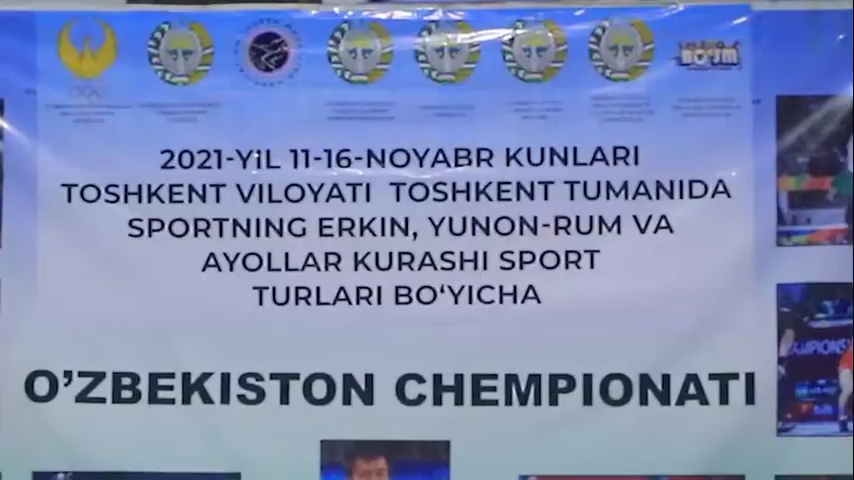 2021-YiL 11-16-NOYABR KUNLARI
TOSHKENT VILOYATI TOSHKENT TUMANIDA
SPORTNING ERKIN, YUNON-RUM VA
AYOLLAR KURASHI SPORT
TURLARI BO‘YICHA
O’ZBEKISTON CHEMPIONATI